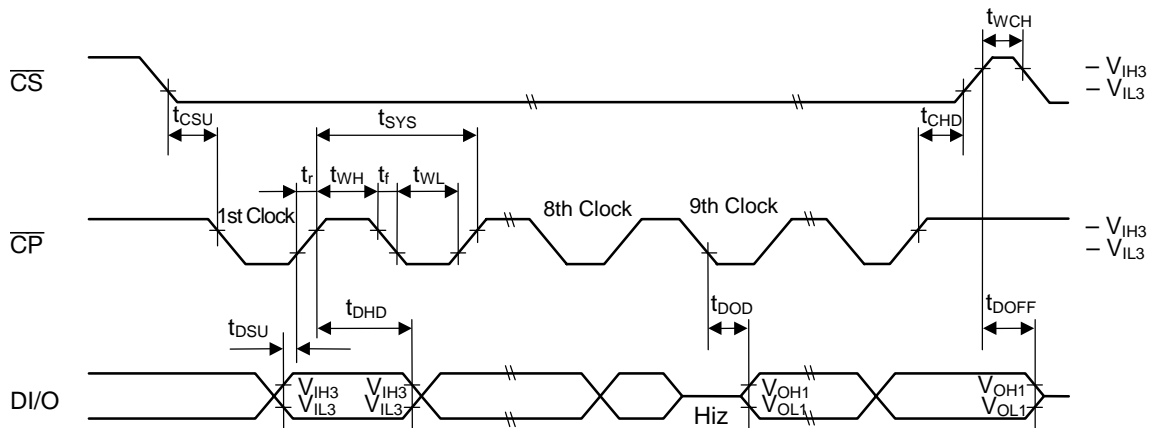 tWCH
CS
– VIH3
– VIL3
tCSU
tSYS
tCHD
tr
tWH
tf
tWL
1st Clock
8th Clock
9th Clock
CP
– VIH3
– VIL3
tDSU
tDHD
tDOD
tDOFF
DI/O
VIH3
VIH3
VOH1
VOH1
VIL3
VIL3
VOL1
VOL1
Hiz